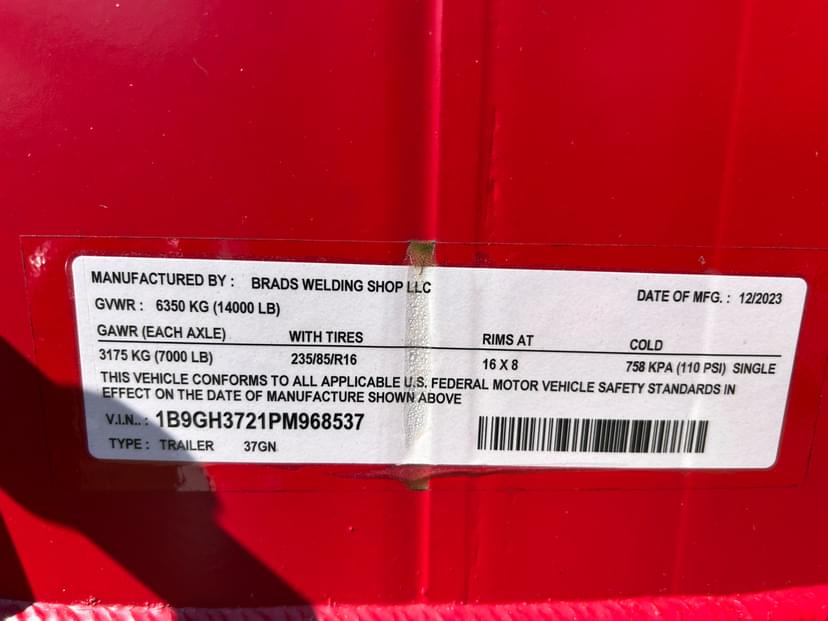 MANUFACTURED BY : BRADS WELDING SHOP LLC DATE OF MFG. : 12/2023
GVWR : 6350 KG (14000 LB)
GAWR (EACH AXLE) WITH TIRES RIMS AT COLD
3175 KG (7000 LB) 235/85/R16 16 X 8 758 KPA (110 PSI) SINGLE
THIS VEHICLE CONFORMS TO ALL APPLICABLE U.S. FEDERAL MOTOR VEHICLE SAFETY STANDARDS IN
EFFECT ON THE DATE OF MANUFACTURE SHOWN ABOVE
V.I.N.. : 1B9GH3721PM968537
TYPE : TRAILER 37GN